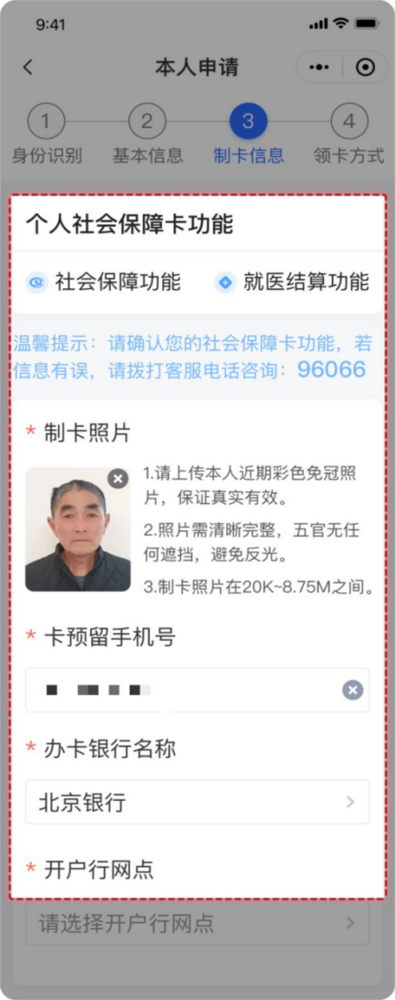 9:41
本人申请
1
2
3
4
身份识别
基本信息
制卡信息
领卡方式
个人社会保障卡功能
社会保障功能
就医结算功能
温馨提示：请确认您的社会保障卡功能，若
信息有误，请拨打客服电话咨询：96066
* 制卡照片
1.请上传本人近期彩色免冠照
片，保证真实有效。
2.照片需清晰完整，五官无任
何遮挡，避免反光。
3.制卡照片在20K~8.75M之间。
* 卡预留手机号
* 办卡银行名称
北京银行
* 开户行网点
请选择开户行网点